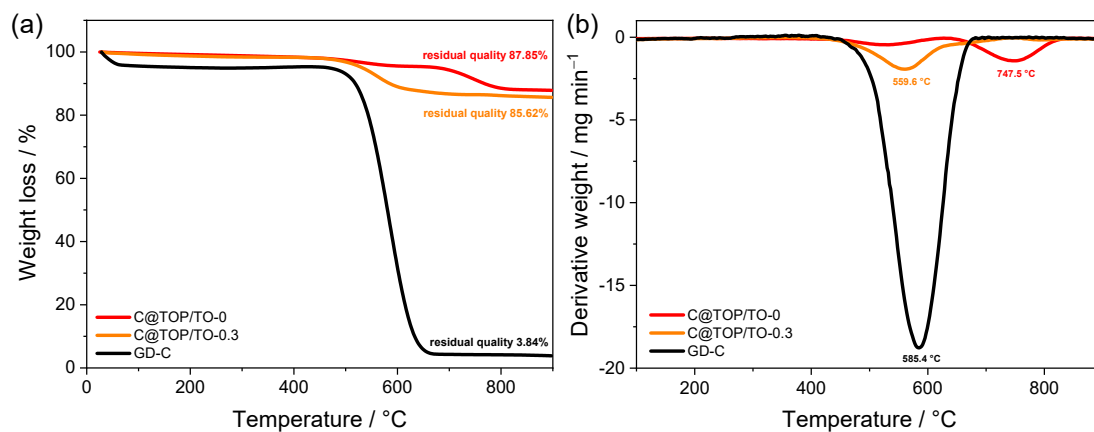 (a)
Weight loss / %
100
80
60
40
20
0
residual quality 87.85%
residual quality 85.62%
residual quality 3.84%
C@TOP/TO-0
C@TOP/TO-0.3
GD-C
0
200
400
600
800
Temperature / °C
(b)
Derivative weight / mg min⁻¹
0
-5
-10
-15
-20
559.6 °C
747.5 °C
585.4 °C
C@TOP/TO-0
C@TOP/TO-0.3
GD-C
200
400
600
800
Temperature / °C